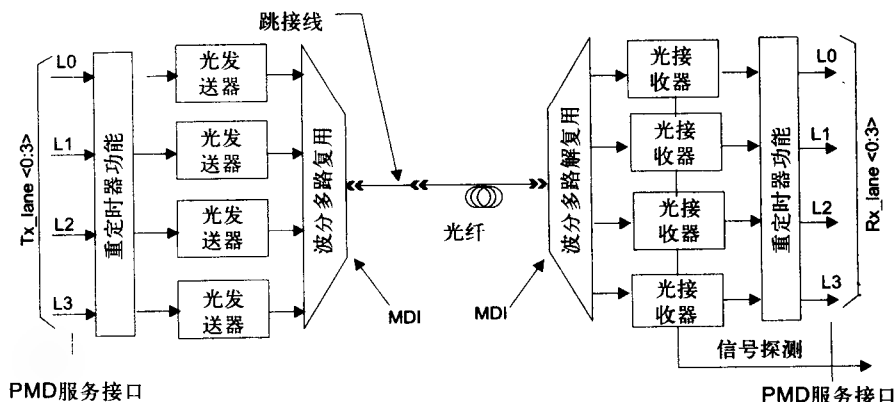 跳接线
Tx_lane <0:3>
L0
L1
L2
L3
重定时器功能
光发
送器
光发
送器
光发
送器
光发
送器
波分多路复用
MDI
光纤
MDI
波分多路解复用
光接
收器
光接
收器
光接
收器
光接
收器
重定时器功能
L0
L1
L2
L3
Rx_lane <0:3>
信号探测
PMD服务接口
PMD服务接口